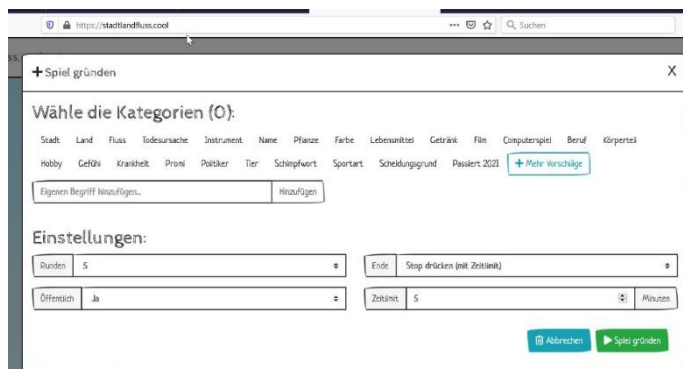 https://stadtlandfluss.cool
Suchen
+ Spiel gründen X
Wähle die Kategorien (0):
Stadt Land Fluss Todesursache Instrument Name Pflanze Farbe Lebensmittel Getränk Film Computerspiel Beruf Körperteil
Hobby Gefühl Krankheit Promi Politiker Tier Schimpfwort Sportart Scheidungsgrund Passiert 2021 + Mehr Vorschläge
Eigenen Begriff hinzufügen... Hinzufügen
Einstellungen:
Runden 5 Ende Stop drücken (mit Zeitlimit)
Öffentlich Ja Zeitlimit 5 Minuten
Abbrechen Spiel gründen